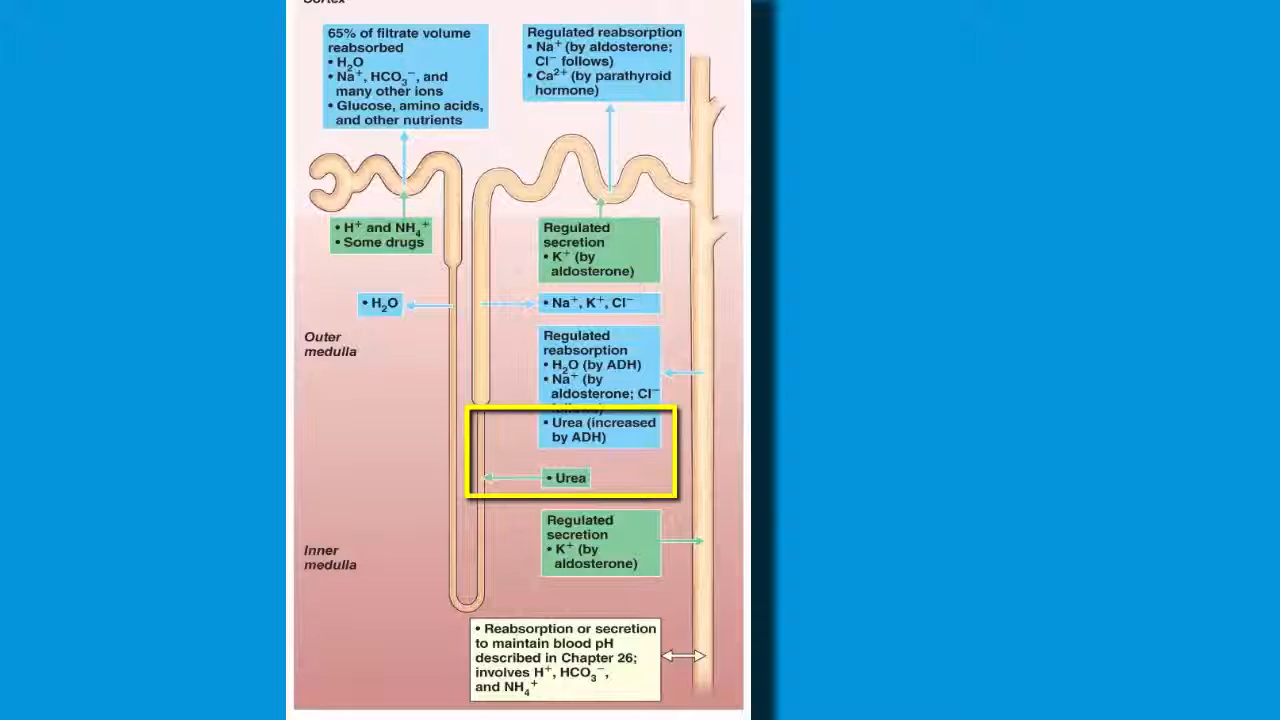 Cortex
65% of filtrate volume
reabsorbed
• H₂O
• Na⁺, HCO₃⁻, and
many other ions
• Glucose, amino acids,
and other nutrients
Regulated reabsorption
• Na⁺ (by aldosterone;
Cl⁻ follows)
• Ca²⁺ (by parathyroid
hormone)
• H⁺ and NH₄⁺
• Some drugs
Regulated
secretion
• K⁺ (by
aldosterone)
• H₂O
• Na⁺, K⁺, Cl⁻
Outer
medulla
Regulated
reabsorption
• H₂O (by ADH)
• Na⁺ (by
aldosterone; Cl⁻
follows)
• Urea (increased
by ADH)
• Urea
Regulated
secretion
• K⁺ (by
aldosterone)
Inner
medulla
• Reabsorption or secretion
to maintain blood pH
described in Chapter 26;
involves H⁺, HCO₃⁻,
and NH₄⁺